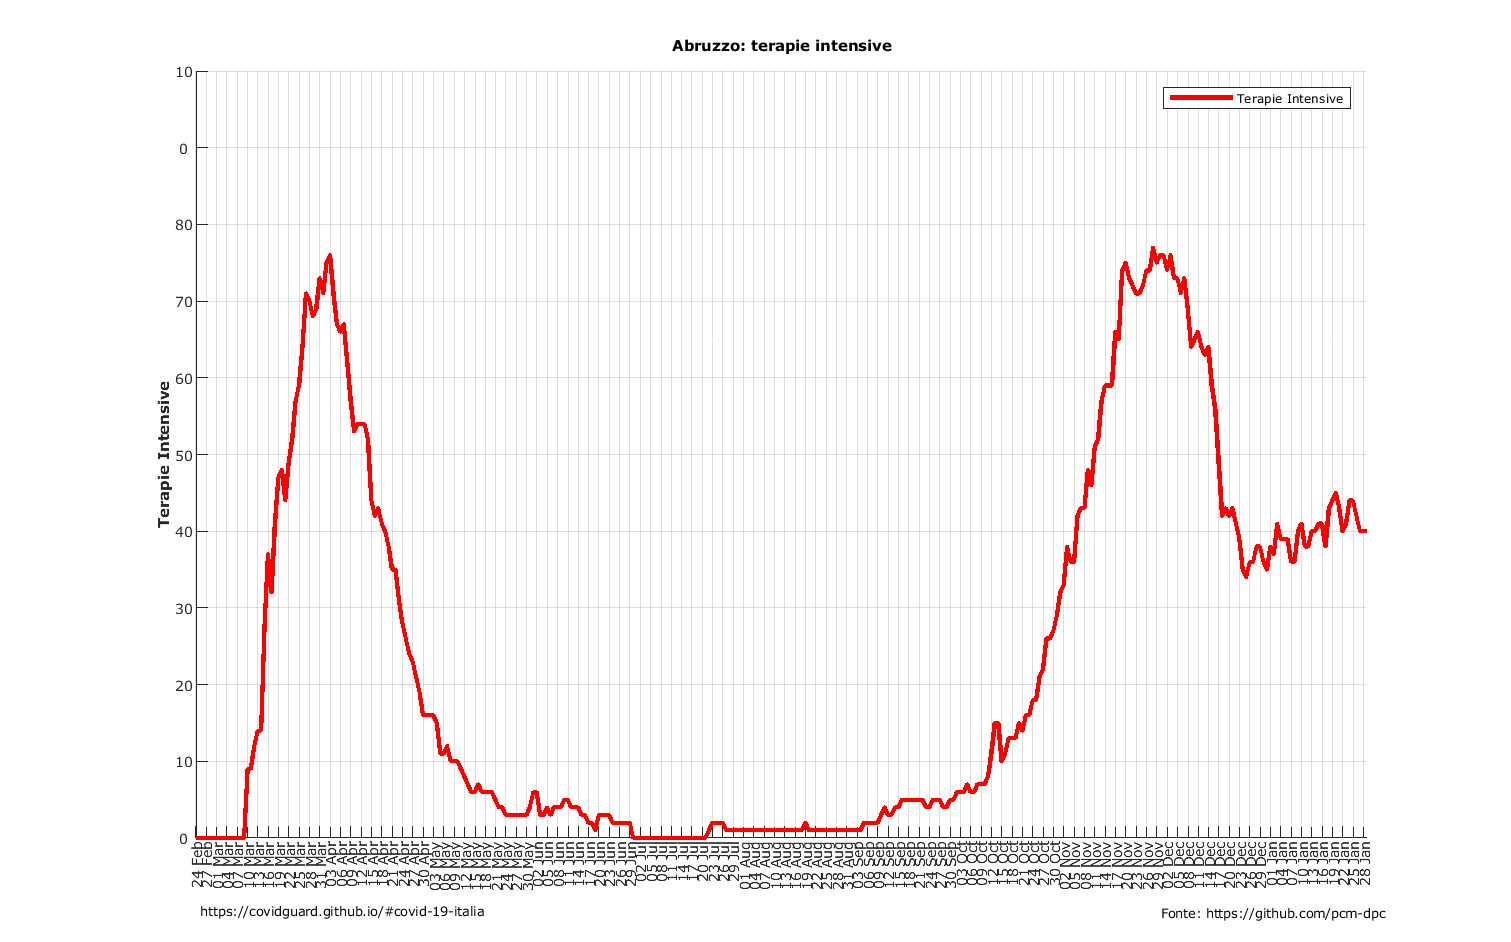 Abruzzo: terapie intensive
Terapie Intensive
10
0
80
70
60
50
40
30
20
10
0
Terapie Intensive
24 Feb
27 Feb
01 Mar
04 Mar
07 Mar
10 Mar
13 Mar
16 Mar
19 Mar
22 Mar
25 Mar
28 Mar
31 Mar
03 Apr
06 Apr
09 Apr
12 Apr
15 Apr
18 Apr
21 Apr
24 Apr
27 Apr
30 Apr
03 May
06 May
09 May
12 May
15 May
18 May
21 May
24 May
27 May
30 May
02 Jun
05 Jun
08 Jun
11 Jun
14 Jun
17 Jun
20 Jun
23 Jun
26 Jun
29 Jun
02 Jul
05 Jul
08 Jul
11 Jul
14 Jul
17 Jul
20 Jul
23 Jul
26 Jul
29 Jul
01 Aug
04 Aug
07 Aug
10 Aug
13 Aug
16 Aug
19 Aug
22 Aug
25 Aug
28 Aug
31 Aug
03 Sep
06 Sep
09 Sep
12 Sep
15 Sep
18 Sep
21 Sep
24 Sep
27 Sep
30 Sep
03 Oct
06 Oct
09 Oct
12 Oct
15 Oct
18 Oct
21 Oct
24 Oct
27 Oct
30 Oct
02 Nov
05 Nov
08 Nov
11 Nov
14 Nov
17 Nov
20 Nov
23 Nov
26 Nov
29 Nov
02 Dec
05 Dec
08 Dec
11 Dec
14 Dec
17 Dec
20 Dec
23 Dec
26 Dec
29 Dec
01 Jan
04 Jan
07 Jan
10 Jan
13 Jan
16 Jan
19 Jan
22 Jan
25 Jan
28 Jan
https://covidguard.github.io/#covid-19-italia
Fonte: https://github.com/pcm-dpc